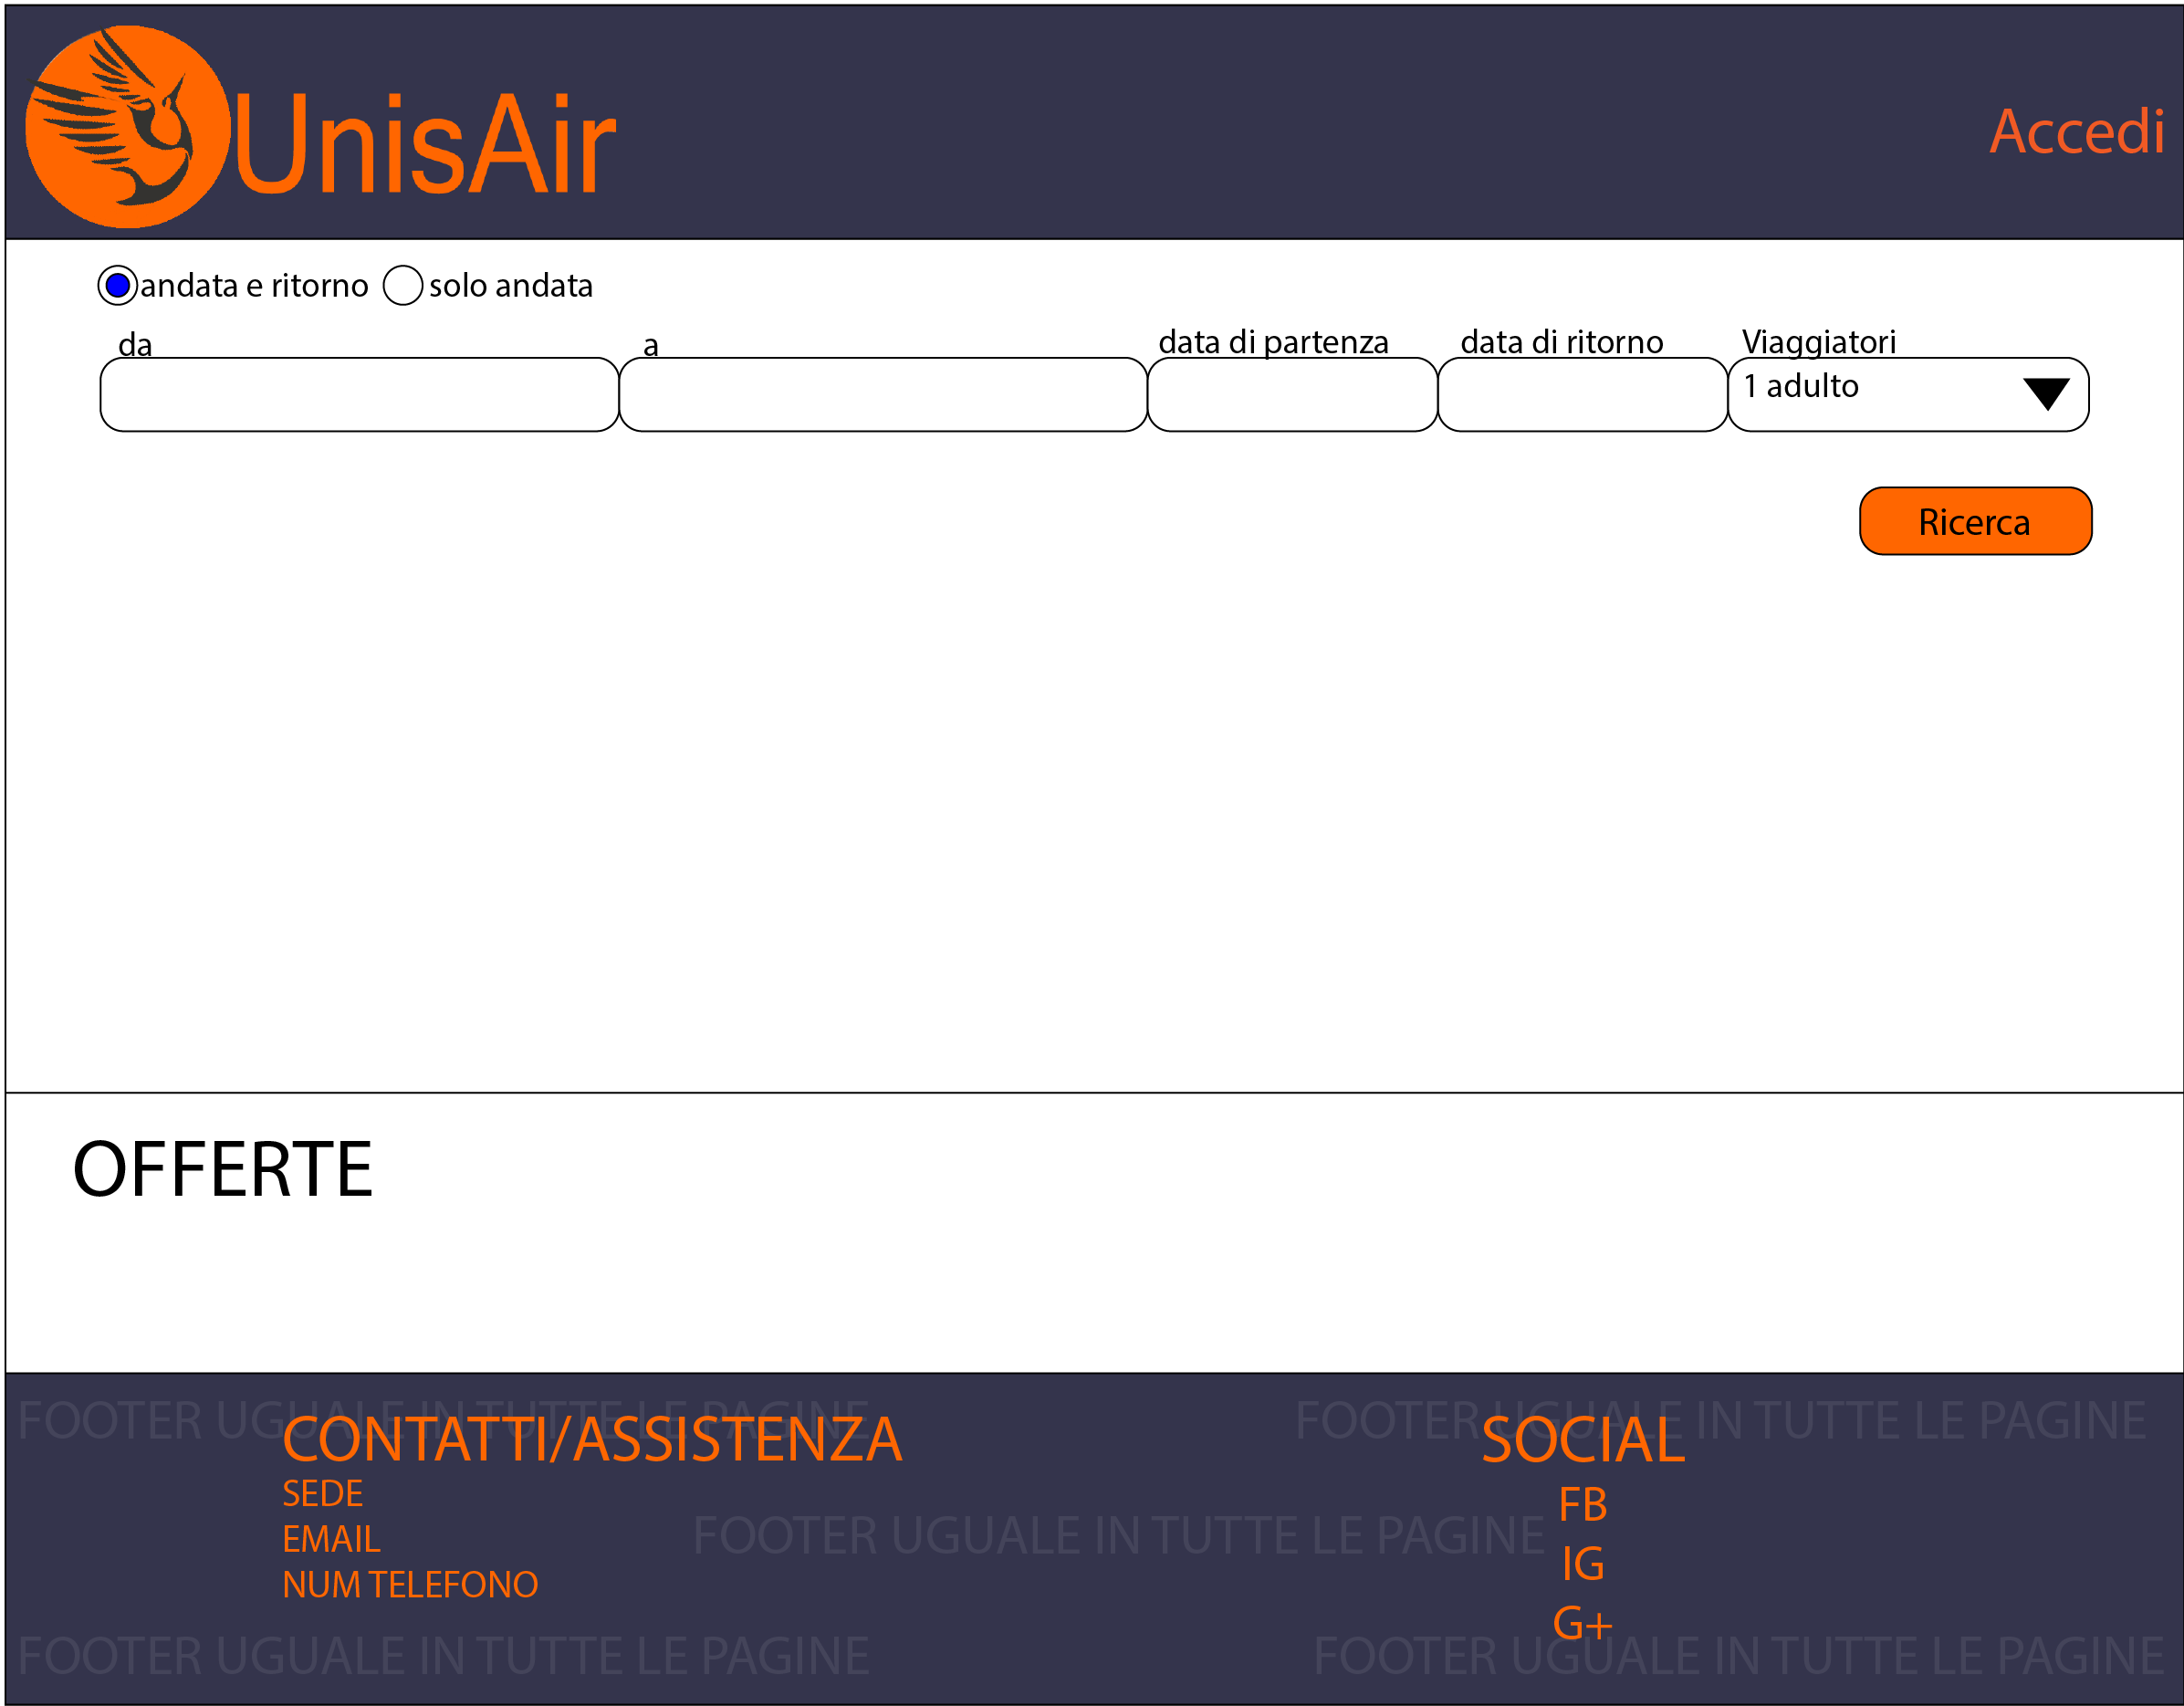 UnisAir
Accedi
andata e ritorno solo andata
da a data di partenza data di ritorno Viaggiatori
1 adulto
Ricerca
OFFERTE
FOOTER UGUALE IN TUTTE LE PAGINE FOOTER UGUALE IN TUTTE LE PAGINE
CONTATTI/ASSISTENZA
SEDE
EMAIL
NUM TELEFONO
SOCIAL
FB
IG
G+
FOOTER UGUALE IN TUTTE LE PAGINE
FOOTER UGUALE IN TUTTE LE PAGINE FOOTER UGUALE IN TUTTE LE PAGINE